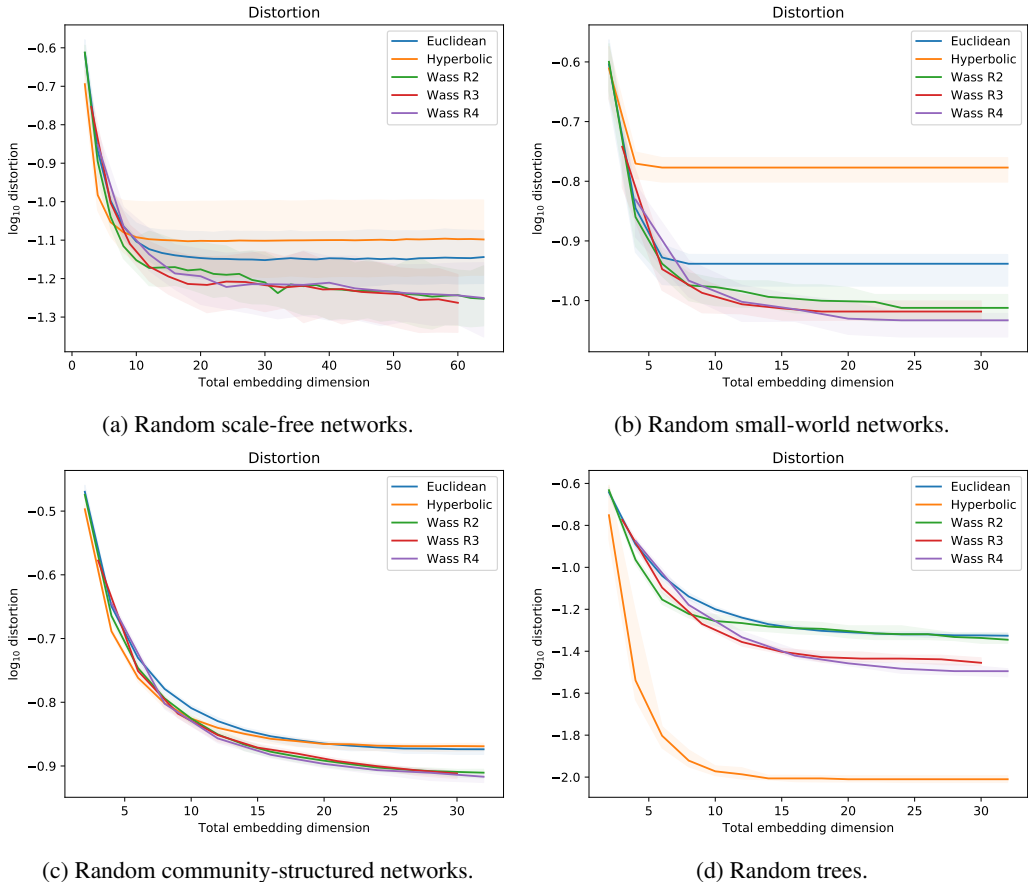 Distortion
−0.6
−0.7
−0.8
−0.9
−1.0
−1.1
−1.2
−1.3
log₁₀ distortion
Euclidean
Hyperbolic
Wass R2
Wass R3
Wass R4
0 10 20 30 40 50 60
Total embedding dimension
(a) Random scale-free networks.
Distortion
−0.6
−0.7
−0.8
−0.9
−1.0
log₁₀ distortion
Euclidean
Hyperbolic
Wass R2
Wass R3
Wass R4
5 10 15 20 25 30
Total embedding dimension
(b) Random small-world networks.
Distortion
−0.5
−0.6
−0.7
−0.8
−0.9
log₁₀ distortion
Euclidean
Hyperbolic
Wass R2
Wass R3
Wass R4
5 10 15 20 25 30
Total embedding dimension
(c) Random community-structured networks.
Distortion
−0.6
−0.8
−1.0
−1.2
−1.4
−1.6
−1.8
−2.0
log₁₀ distortion
Euclidean
Hyperbolic
Wass R2
Wass R3
Wass R4
5 10 15 20 25 30
Total embedding dimension
(d) Random trees.